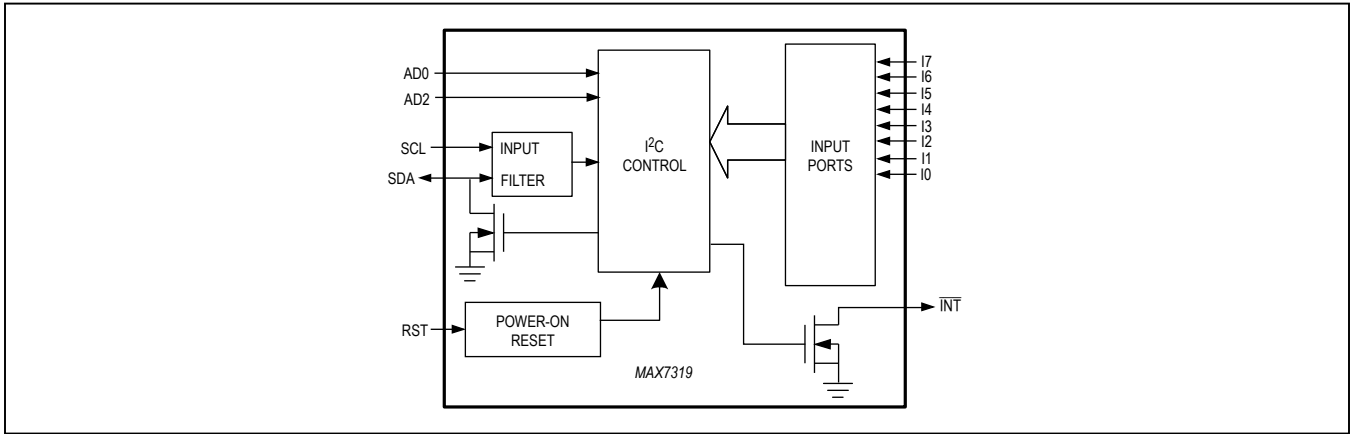 AD0
AD2
SCL
SDA
RST
INPUT
FILTER
POWER-ON
RESET
I²C
CONTROL
INPUT
PORTS
I7
I6
I5
I4
I3
I2
I1
I0
I̅N̅T̅
MAX7319